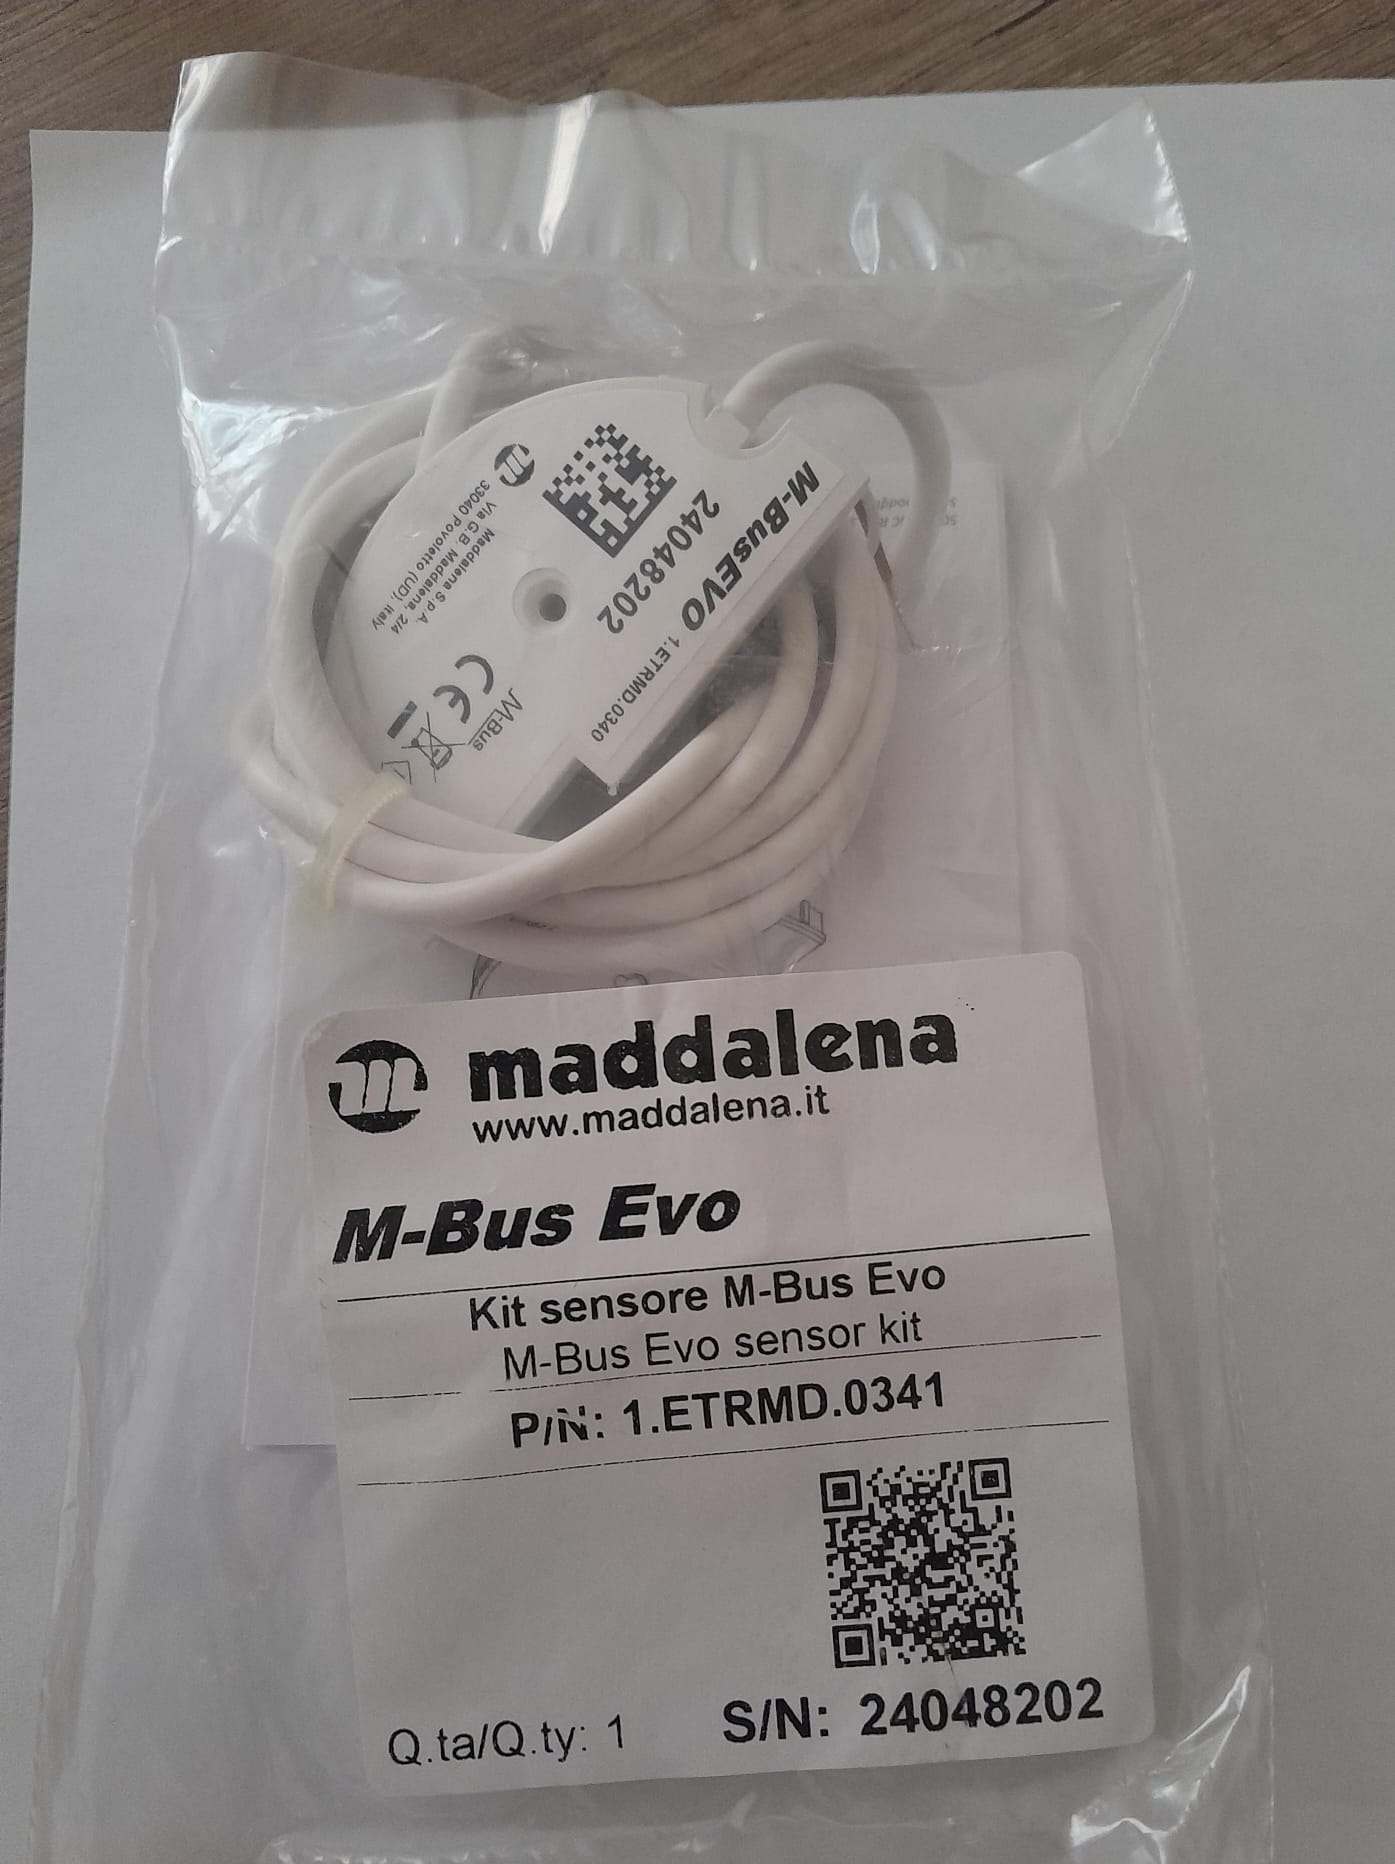 M-BusEVO
24048202
1.ETRMD.0340
Maddalena S.p.A.
Via G.B. Maddalena, 2/4
33040 Povoletto (UD), Italy
CE
M-Bus
maddalena
www.maddalena.it
M-Bus Evo
Kit sensore M-Bus Evo
M-Bus Evo sensor kit
P/N: 1.ETRMD.0341
Q.ta/Q.ty: 1
S/N: 24048202